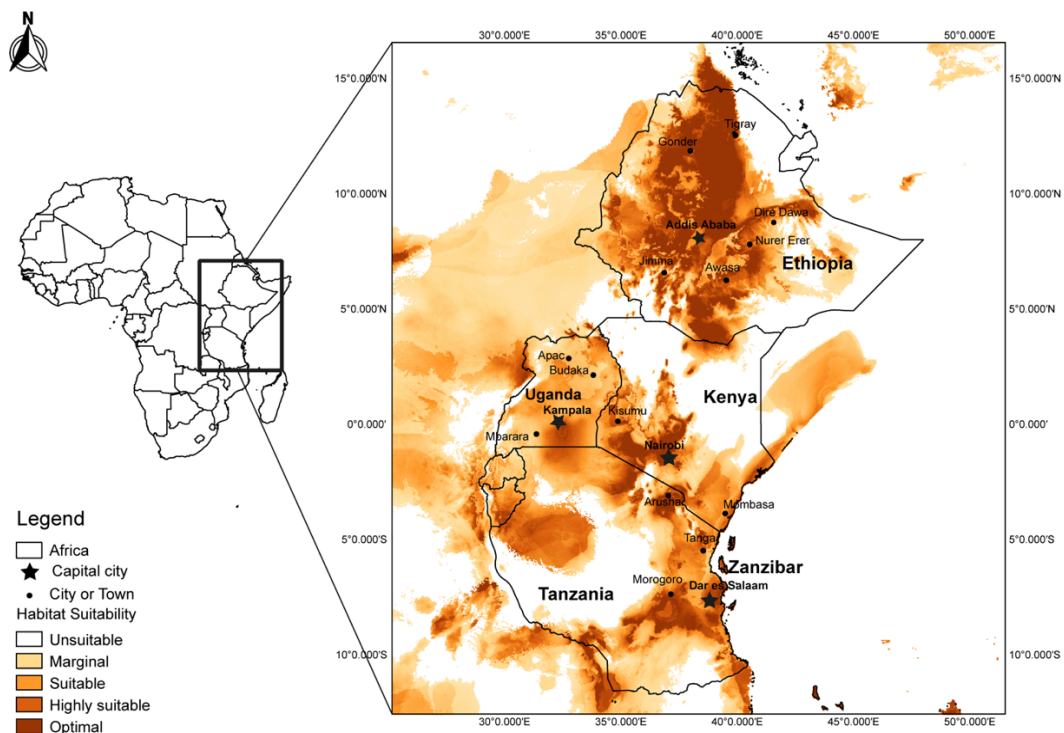 N
30°0.000'E 35°0.000'E 40°0.000'E 45°0.000'E 50°0.000'E
15°0.000'N 15°0.000'N
Tigray
Gonder
10°0.000'N 10°0.000'N
Dire Dawa
Addis Ababa
Nurer Erer
Jimma Awasa Ethiopia
5°0.000'N 5°0.000'N
Apac
Budaka
Uganda Kenya
Kampala Kisumu
0°0.000' 0°0.000'
Mbarara Nairobi
Arusha
Mombasa
5°0.000'S 5°0.000'S
Tanga
Zanzibar
Morogoro
Tanzania Dar es Salaam
10°0.000'S 10°0.000'S
30°0.000'E 35°0.000'E 40°0.000'E 45°0.000'E 50°0.000'E
Legend
Africa
Capital city
City or Town
Habitat Suitability
Unsuitable
Marginal
Suitable
Highly suitable
Optimal